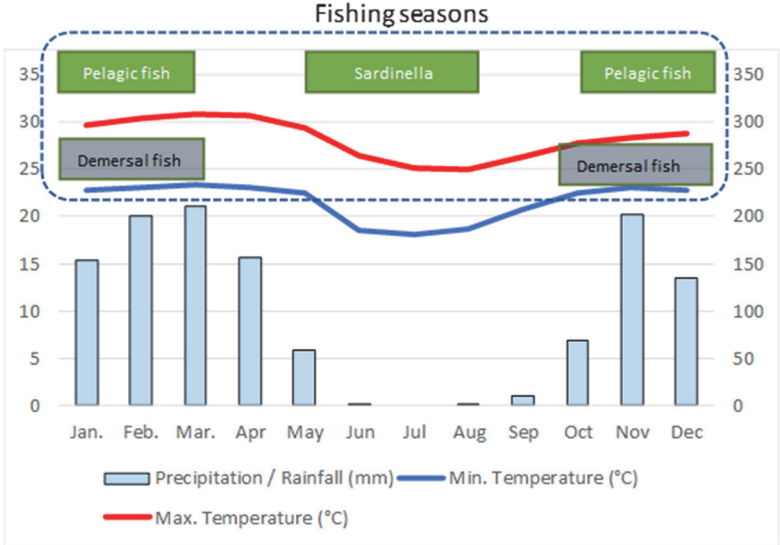 Fishing seasons
Pelagic fish
Sardinella
Pelagic fish
35
350
30
300
Demersal fish
Demersal fish
25
250
20
200
15
150
10
100
5
50
0
0
Jan. Feb. Mar. Apr May Jun Jul Aug Sep Oct Nov Dec
Precipitation / Rainfall (mm) Min. Temperature (°C)
Max. Temperature (°C)